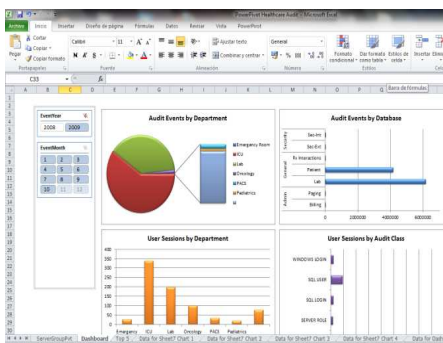 PowerPivot Healthcare Audit - Microsoft Excel
Archivo Inicio Insertar Diseño de página Fórmulas Datos Revisar Vista PowerPivot
Cortar
Copiar
Copiar formato
Pegar
Portapapeles
Calibri 11
N K S
Fuente
Ajustar texto
Combinar y centrar
Alineación
General
% 000
Número
Formato condicional
Dar formato como tabla
Estilos de celda
Estilos
Insertar
C33
fx
Barra de fórmulas
EventYear
2008 2009
EventMonth
1 2 3
4 5 6
7 8 9
10 11 12
Audit Events by Department
Emergency Room
ICU
Lab
Oncology
PACS
Pediatrics
Audit Events by Database
Security
General
Admin
Sec-Int
Sec-Ext
Rx Interactions
Patient
Lab
Paging
Billing
0 2000000 4000000 6000000
User Sessions by Department
400
350
300
250
200
150
100
50
0
Emergency ICU Lab Oncology PACS Pediatrics
User Sessions by Audit Class
WINDOWS LOGIN
SQL USER
SQL LOGIN
SERVER ROLE
ServerGroupPvt Dashboard Top 5 Data for Sheet7 Chart 1 Data for Sheet7 Chart 2 Data for Sheet7 Chart 3 Data for Sheet7 Chart 4